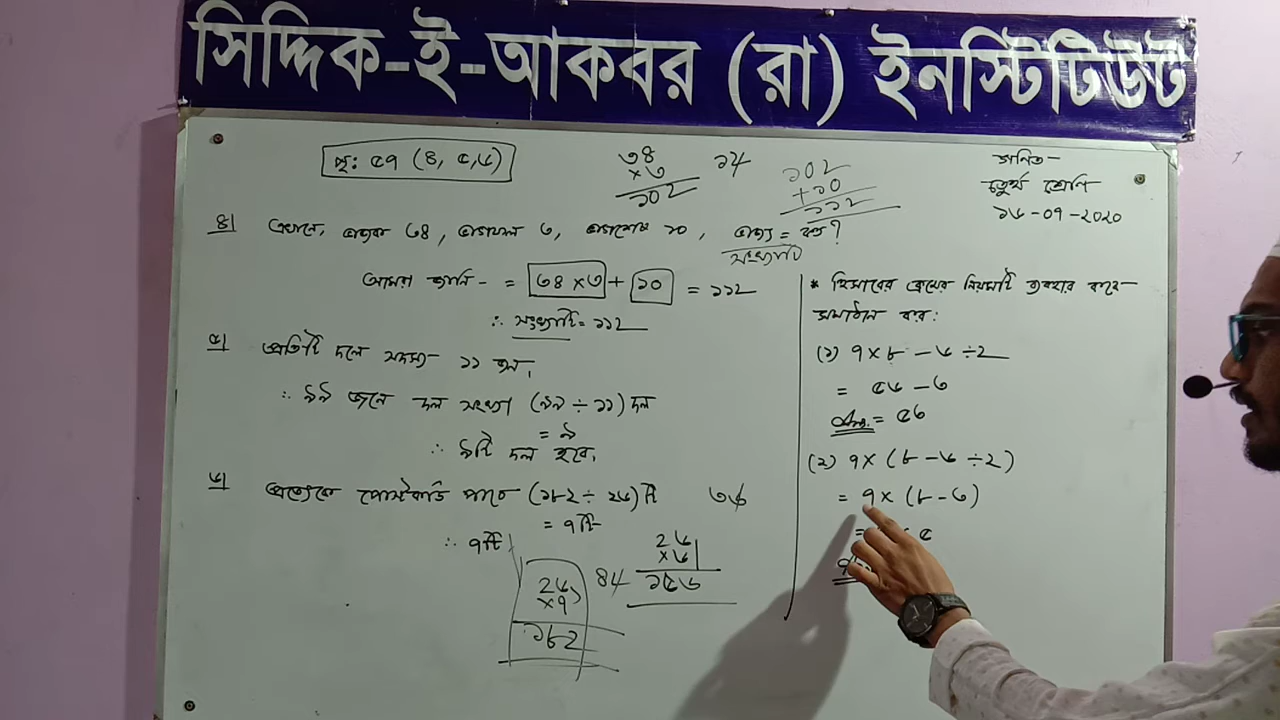 সিদ্দিক-ই-আকবর (রা) ইনস্টিটিউট
পৃ: ৫৭ (৪, ৫,৬)
৩৪
×৩
১০২
১০২
+১০
১১২
গনিত-
চতুর্থ শ্রেণি
১৬-০৭-২০২০
৪। এখানে, ভাজক ৩৪, ভাগফল ৩, ভাগশেষ ১০, ভাজ্য = কত?
সংখ্যাটি
আমরা জানি- = ৩৪ ×৩ + ১০ = ১১২
∴ সংখ্যাটি= ১১২
৫। প্রতিটি দলে সদস্য- ১১ জন,
∴ ৯৯ জনে দল সংখ্যা (৯৯ ÷ ১১) দল
= ৯
∴ ৯টি দল হবে।
৬। প্রত্যেকে পোস্টকার্ড পাবে (১৮২ ÷ ২৬) টি
= ৭টি
∴ ৭টি
২৬
×৭
১৮২
২৬
×৬
১৫৬
* হিসাবের ক্রমের নিয়মটি ব্যবহার করে-
সমাধান কর:
(১) ৭×৮ - ৬ ÷২
= ৫৬ - ৩
Ans. = ৫৩
(২) ৭× (৮ - ৬ ÷২)
= ৭× (৮ - ৩)